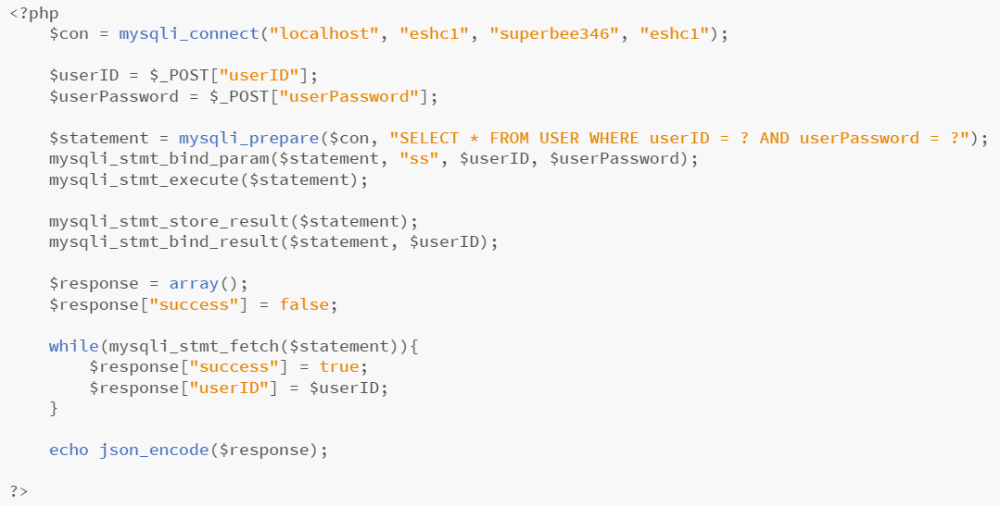 <?php
    $con = mysqli_connect("localhost", "eshc1", "superbee346", "eshc1");

    $userID = $_POST["userID"];
    $userPassword = $_POST["userPassword"];

    $statement = mysqli_prepare($con, "SELECT * FROM USER WHERE userID = ? AND userPassword = ?");
    mysqli_stmt_bind_param($statement, "ss", $userID, $userPassword);
    mysqli_stmt_execute($statement);

    mysqli_stmt_store_result($statement);
    mysqli_stmt_bind_result($statement, $userID);

    $response = array();
    $response["success"] = false;

    while(mysqli_stmt_fetch($statement)){
        $response["success"] = true;
        $response["userID"] = $userID;
    }

    echo json_encode($response);

?>